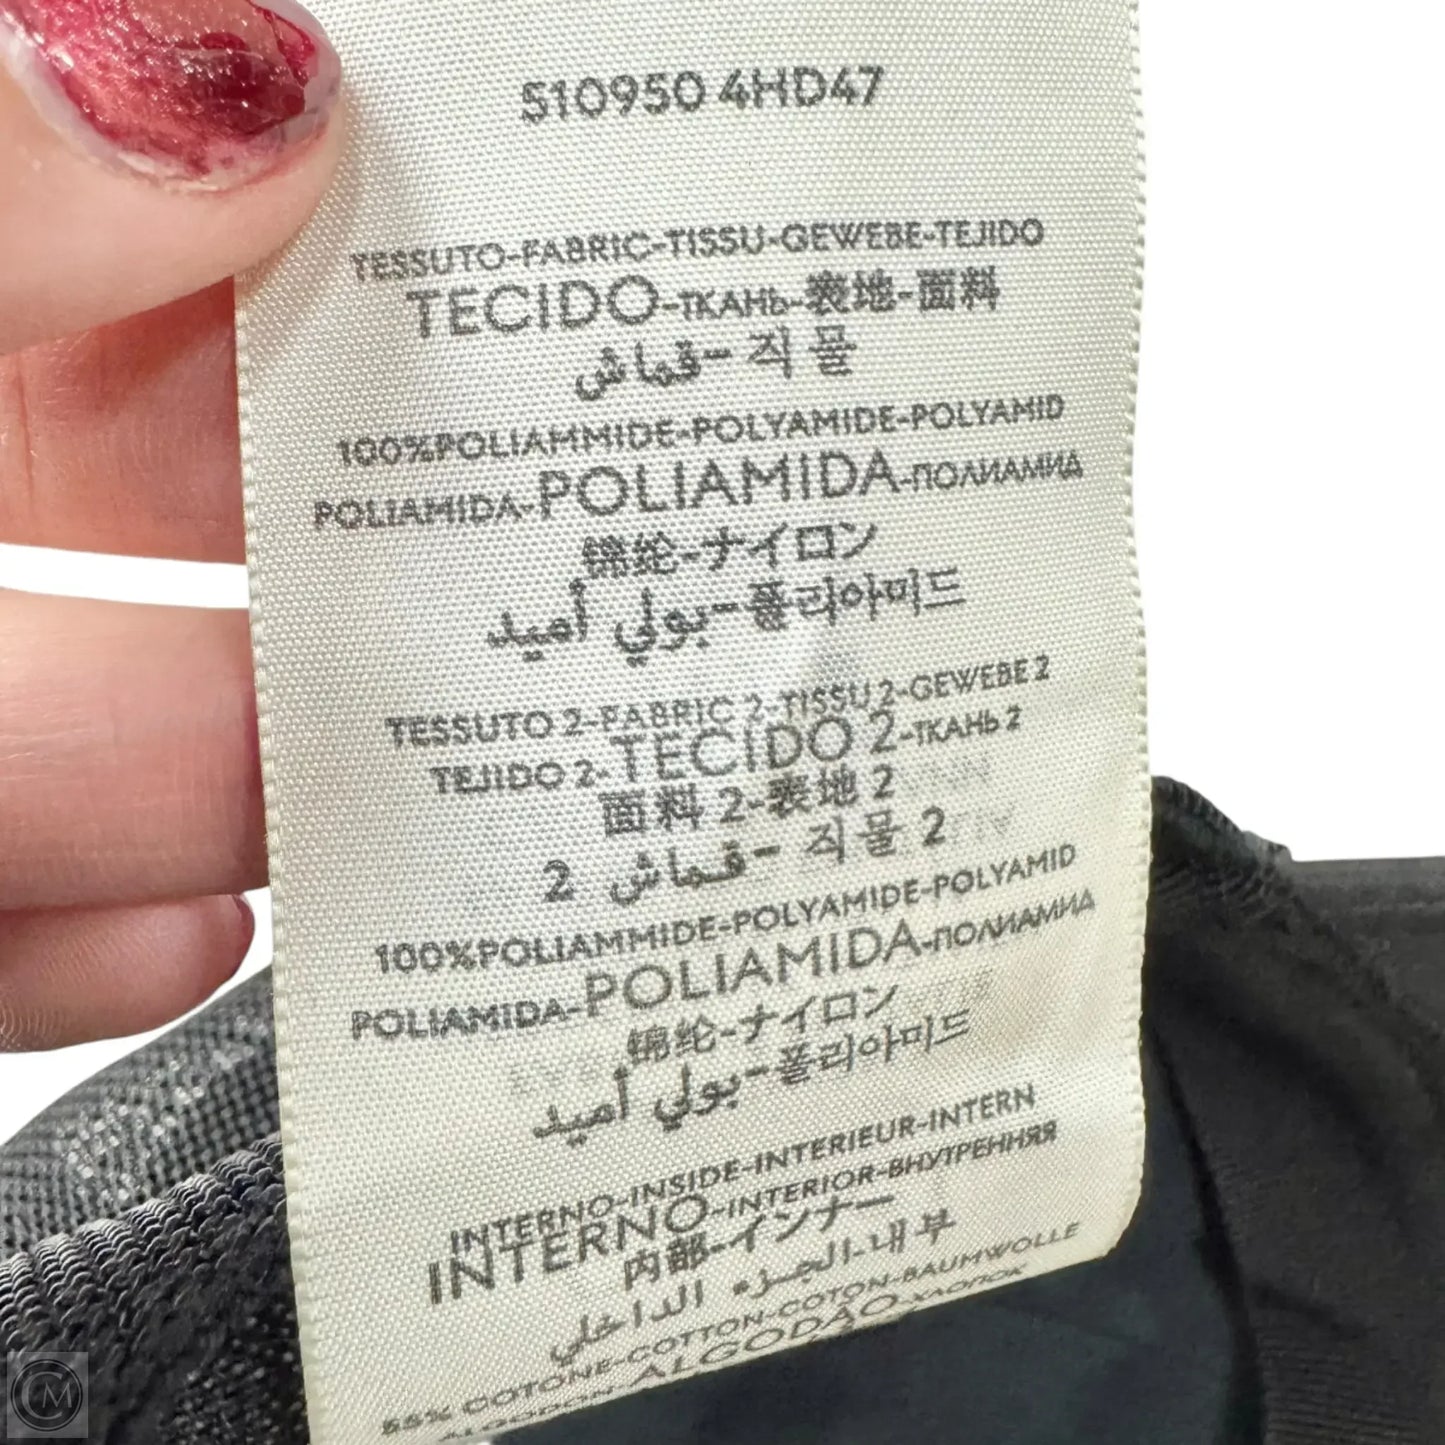 510950 4HD47
TESSUTO-FABRIC-TISSU-GEWEBE-TEJIDO
TECIDO-ТКАНЬ-表地-面料
قماش-직물
100%POLIAMMIDE-POLYAMIDE-POLYAMID
POLIAMIDA-POLIAMIDA-ПОЛИАМИД
锦纶-ナイロン
بولي أميد-폴리아미드
TESSUTO 2-FABRIC 2-TISSU 2-GEWEBE 2
TEJIDO 2-TECIDO 2-ТКАНЬ 2
面料 2-表地 2
قماش 2-직물 2
100%POLIAMMIDE-POLYAMIDE-POLYAMID
POLIAMIDA-POLIAMIDA-ПОЛИАМИД
锦纶-ナイロン
بولي أميد-폴리아미드
INTERNO-INSIDE-INTERIEUR-INTERN
INTERNO-INTERIOR-ВНУТРЕННЯЯ
内部-インナー
الجزء الداخلي-내부
55% COTONE-COTTON-COTON-BAUMWOLLE
ALGODON-ALGODÃO-ХЛОПОК
CM